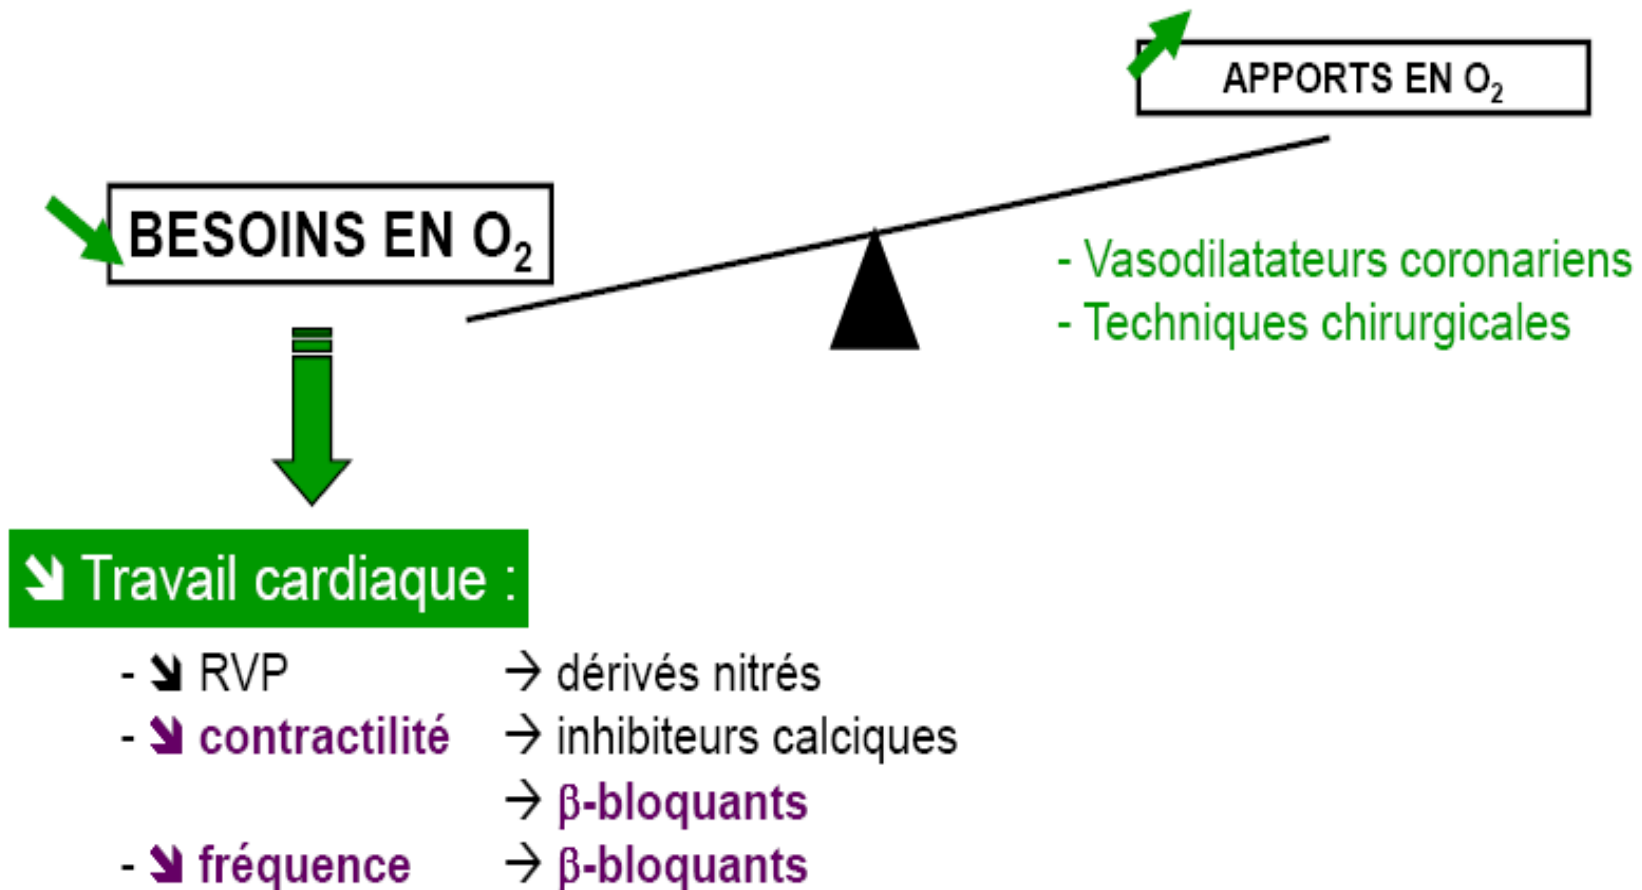 APPORTS EN O₂
BESOINS EN O₂
- Vasodilatateurs coronariens
- Techniques chirurgicales
➘ Travail cardiaque :
- ➘ RVP → dérivés nitrés
- ➘ contractilité → inhibiteurs calciques
→ β-bloquants
- ➘ fréquence → β-bloquants